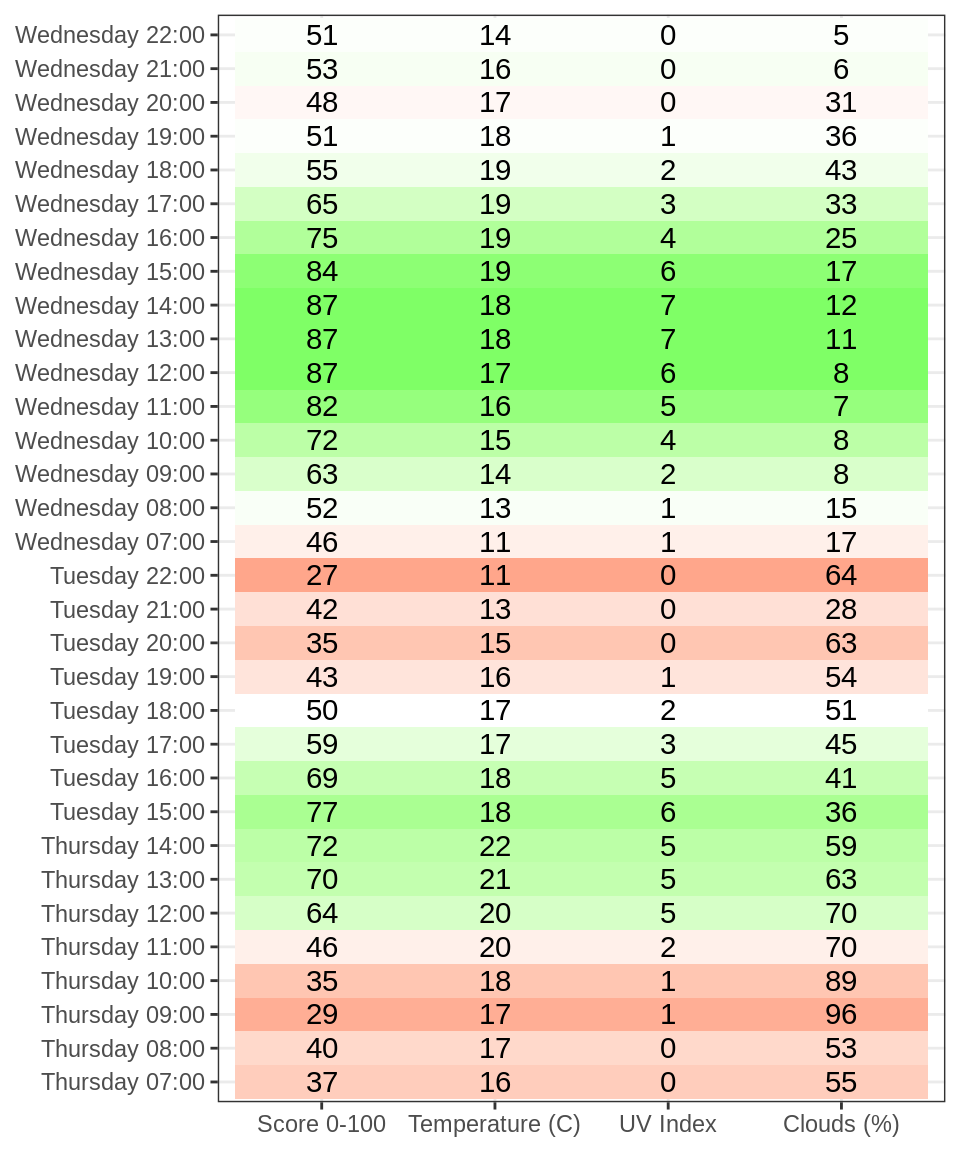 Wednesday 22:00 51 14 0 5
Wednesday 21:00 53 16 0 6
Wednesday 20:00 48 17 0 31
Wednesday 19:00 51 18 1 36
Wednesday 18:00 55 19 2 43
Wednesday 17:00 65 19 3 33
Wednesday 16:00 75 19 4 25
Wednesday 15:00 84 19 6 17
Wednesday 14:00 87 18 7 12
Wednesday 13:00 87 18 7 11
Wednesday 12:00 87 17 6 8
Wednesday 11:00 82 16 5 7
Wednesday 10:00 72 15 4 8
Wednesday 09:00 63 14 2 8
Wednesday 08:00 52 13 1 15
Wednesday 07:00 46 11 1 17
Tuesday 22:00 27 11 0 64
Tuesday 21:00 42 13 0 28
Tuesday 20:00 35 15 0 63
Tuesday 19:00 43 16 1 54
Tuesday 18:00 50 17 2 51
Tuesday 17:00 59 17 3 45
Tuesday 16:00 69 18 5 41
Tuesday 15:00 77 18 6 36
Thursday 14:00 72 22 5 59
Thursday 13:00 70 21 5 63
Thursday 12:00 64 20 5 70
Thursday 11:00 46 20 2 70
Thursday 10:00 35 18 1 89
Thursday 09:00 29 17 1 96
Thursday 08:00 40 17 0 53
Thursday 07:00 37 16 0 55
Score 0-100 Temperature (C) UV Index Clouds (%)